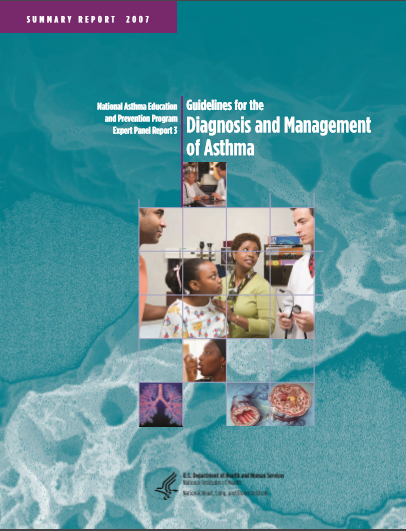 SUMMARY REPORT 2007
National Asthma Education
and Prevention Program
Expert Panel Report 3
Guidelines for the
Diagnosis and Management
of Asthma
U.S. Department of Health and Human Services
National Institutes of Health
National Heart, Lung, and Blood Institute